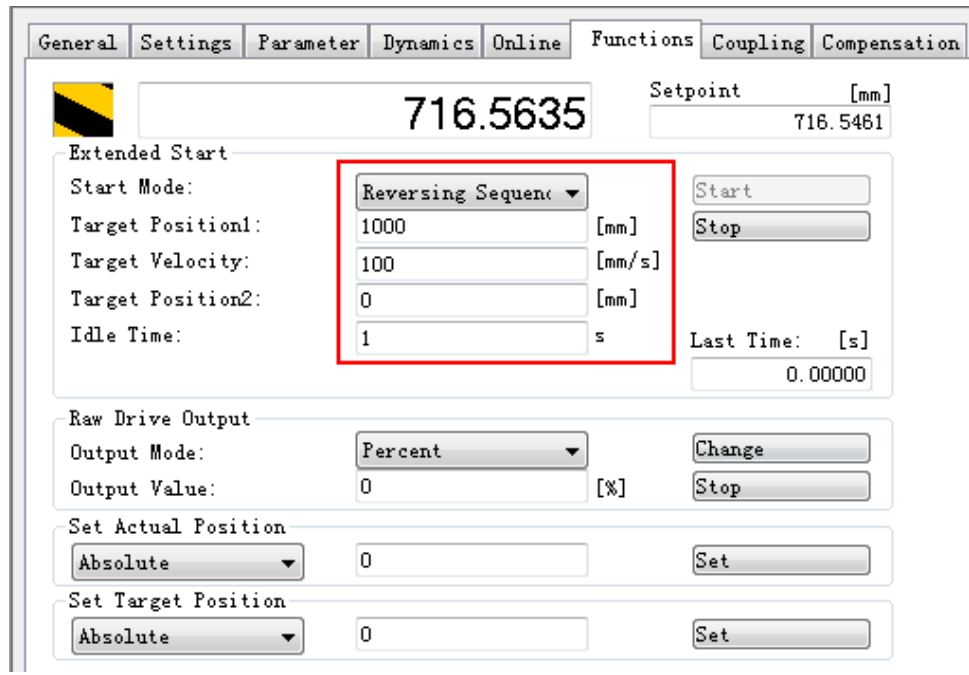 General Settings Parameter Dynamics Online Functions Coupling Compensation
716.5635
Setpoint [mm]
716.5461
Extended Start
Start Mode: Reversing Sequenc Start
Target Position1: 1000 [mm] Stop
Target Velocity: 100 [mm/s]
Target Position2: 0 [mm]
Idle Time: 1 s
Last Time: [s]
0.00000
Raw Drive Output
Output Mode: Percent Change
Output Value: 0 [%] Stop
Set Actual Position
Absolute 0 Set
Set Target Position
Absolute 0 Set